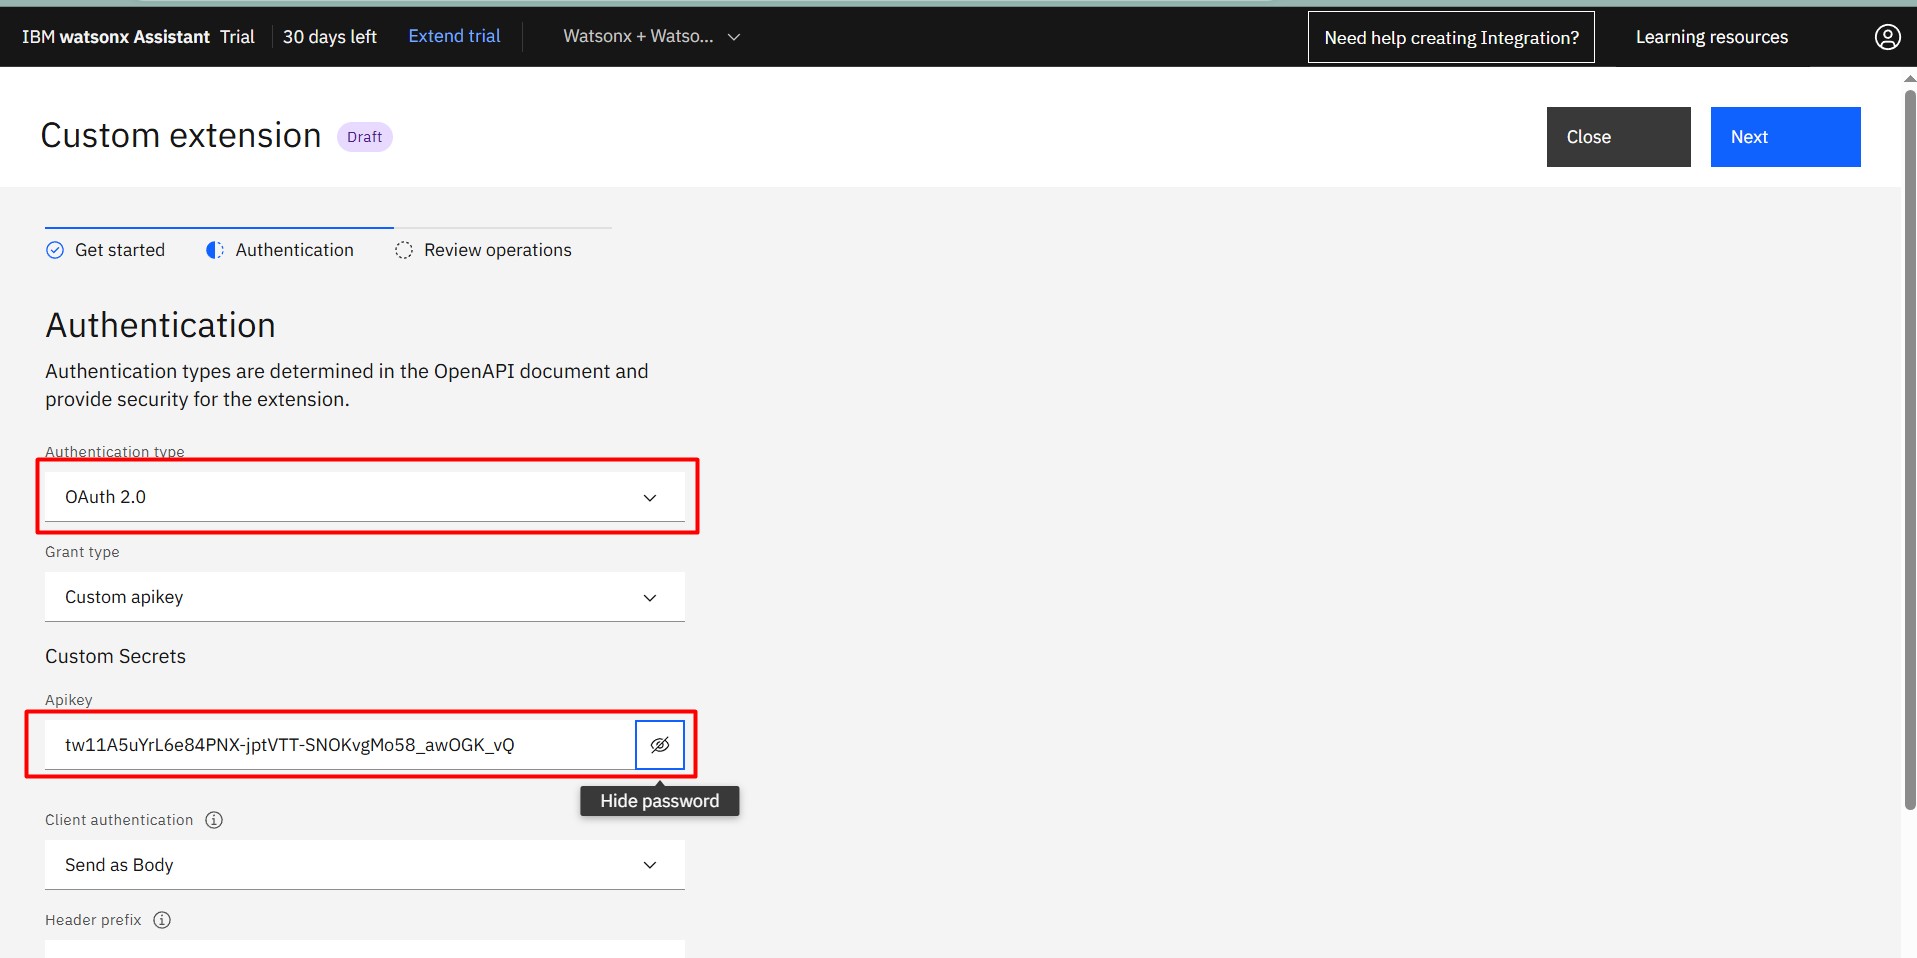 IBM watsonx Assistant Trial 30 days left Extend trial Watsonx + Watso... Need help creating Integration? Learning resources
Custom extension Draft Close Next
Get started Authentication Review operations
Authentication
Authentication types are determined in the OpenAPI document and
provide security for the extension.
Authentication type
OAuth 2.0
Grant type
Custom apikey
Custom Secrets
Apikey
tw11A5uYrL6e84PNX-jptVTT-SNOKvgMo58_awOGK_vQ
Hide password
Client authentication
Send as Body
Header prefix